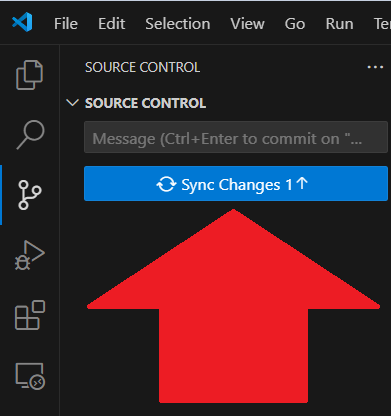 File Edit Selection View Go Run Te
SOURCE CONTROL ...
SOURCE CONTROL
Message (Ctrl+Enter to commit on "...
Sync Changes 1↑